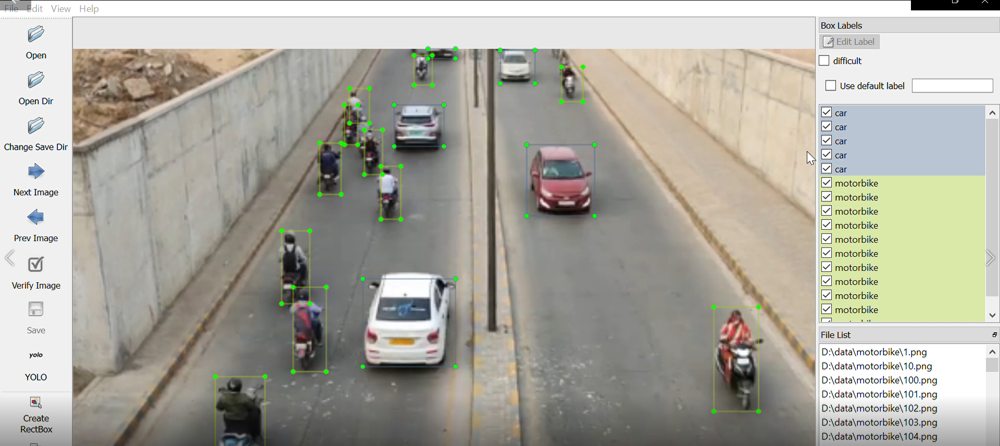 File Edit View Help
Open
Open Dir
Change Save Dir
Next Image
Prev Image
Verify Image
Save
yolo
YOLO
Create
RectBox
Box Labels
Edit Label
difficult
Use default label
car
car
car
car
car
motorbike
motorbike
motorbike
motorbike
motorbike
motorbike
motorbike
motorbike
motorbike
motorbike
File List
D:\data\motorbike\1.png
D:\data\motorbike\10.png
D:\data\motorbike\100.png
D:\data\motorbike\101.png
D:\data\motorbike\102.png
D:\data\motorbike\103.png
D:\data\motorbike\104.png